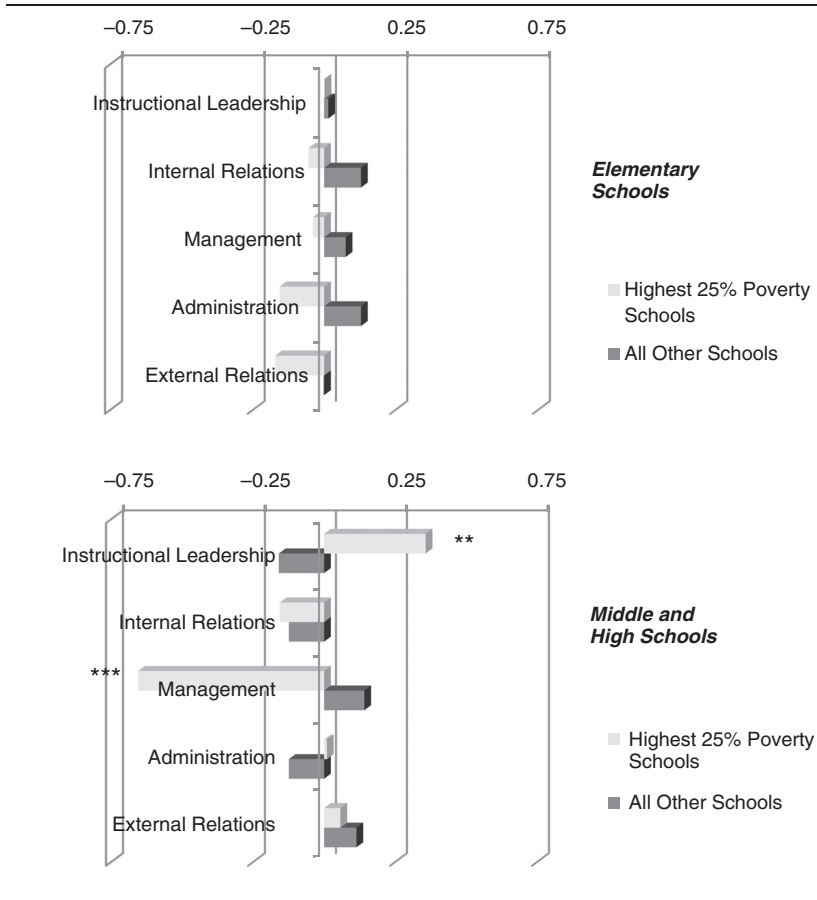 –0.75 –0.25 0.25 0.75
Instructional Leadership
Internal Relations
Management
Administration
External Relations
Elementary
Schools
Highest 25% Poverty
Schools
All Other Schools
–0.75 –0.25 0.25 0.75
Instructional Leadership
**
Internal Relations
***
Management
Administration
External Relations
Middle and
High Schools
Highest 25% Poverty
Schools
All Other Schools